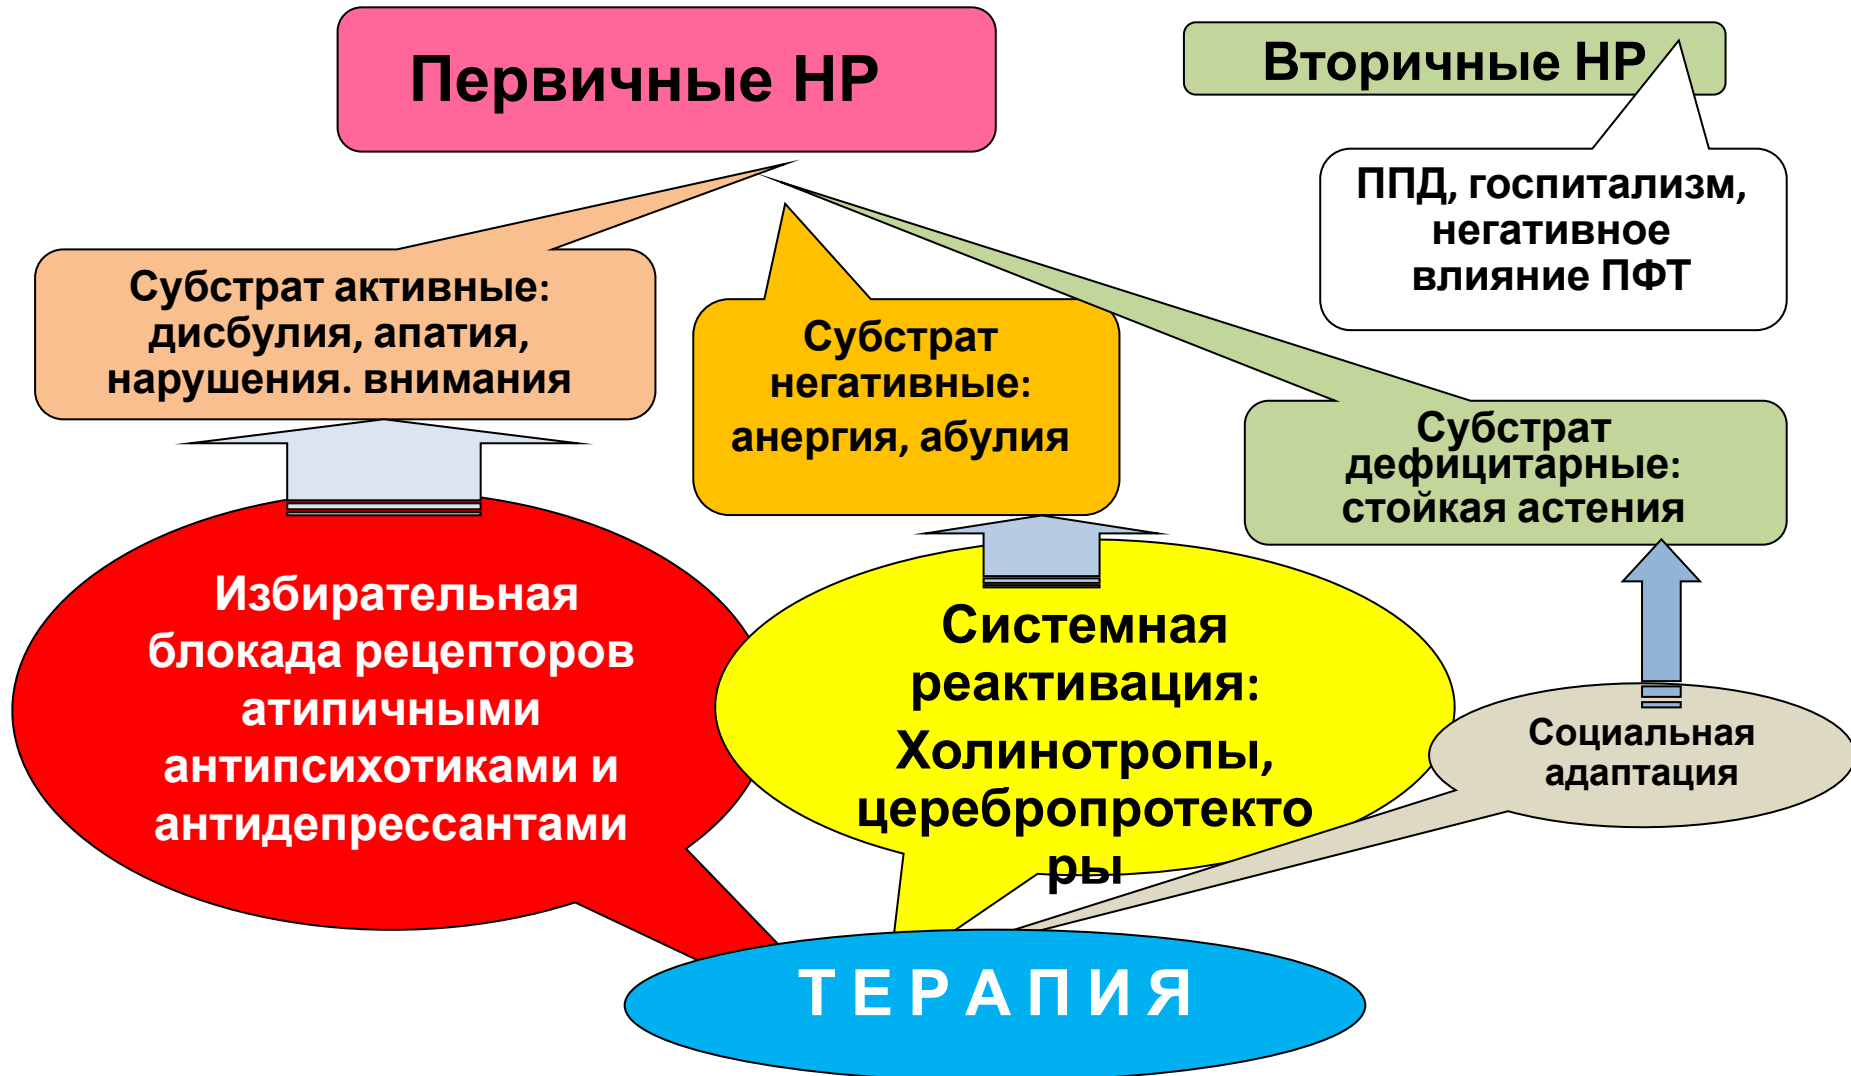 Первичные НР
Вторичные НР
ППД, госпитализм,
негативное
влияние ПФТ
Субстрат активные:
дисбулия, апатия,
нарушения. внимания
Субстрат
негативные:
анергия, абулия
Субстрат
дефицитарные:
стойкая астения
Избирательная
блокада рецепторов
атипичными
антипсихотиками и
антидепрессантами
Системная
реактивация:
Холинотропы,
церебропротекто
ры
Социальная
адаптация
Т Е Р А П И Я